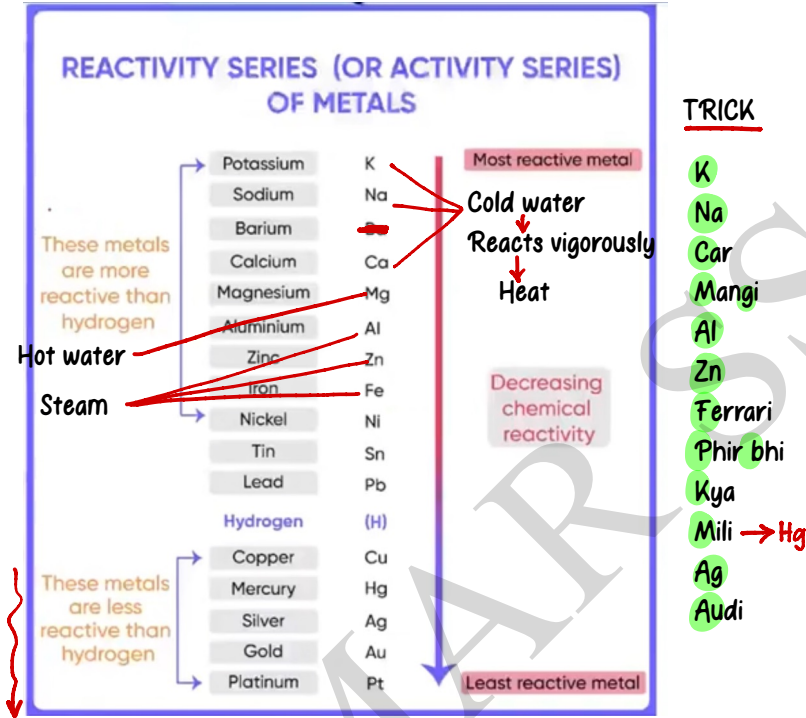 REACTIVITY SERIES (OR ACTIVITY SERIES)
OF METALS
These metals
are more
reactive than
hydrogen
Potassium K
Sodium Na
Barium
Calcium Ca
Magnesium Mg
Aluminium Al
Zinc Zn
Iron Fe
Nickel Ni
Tin Sn
Lead Pb
Hydrogen (H)
These metals
are less
reactive than
hydrogen
Copper Cu
Mercury Hg
Silver Ag
Gold Au
Platinum Pt
Hot water
Steam
Most reactive metal
Cold water
Reacts vigorously
Heat
Decreasing
chemical
reactivity
Least reactive metal
TRICK
K
Na
Car
Mangi
Al
Zn
Ferrari
Phir bhi
Kya
Mili → Hg
Ag
Audi